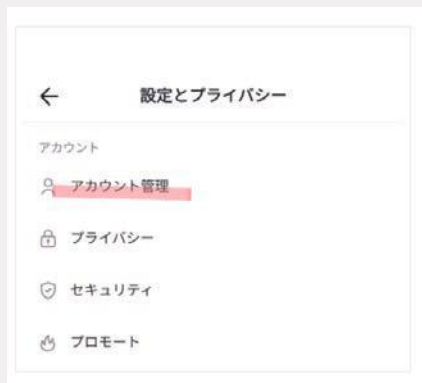 設定とプライバシー
アカウント
アカウント管理
プライバシー
セキュリティ
プロモート